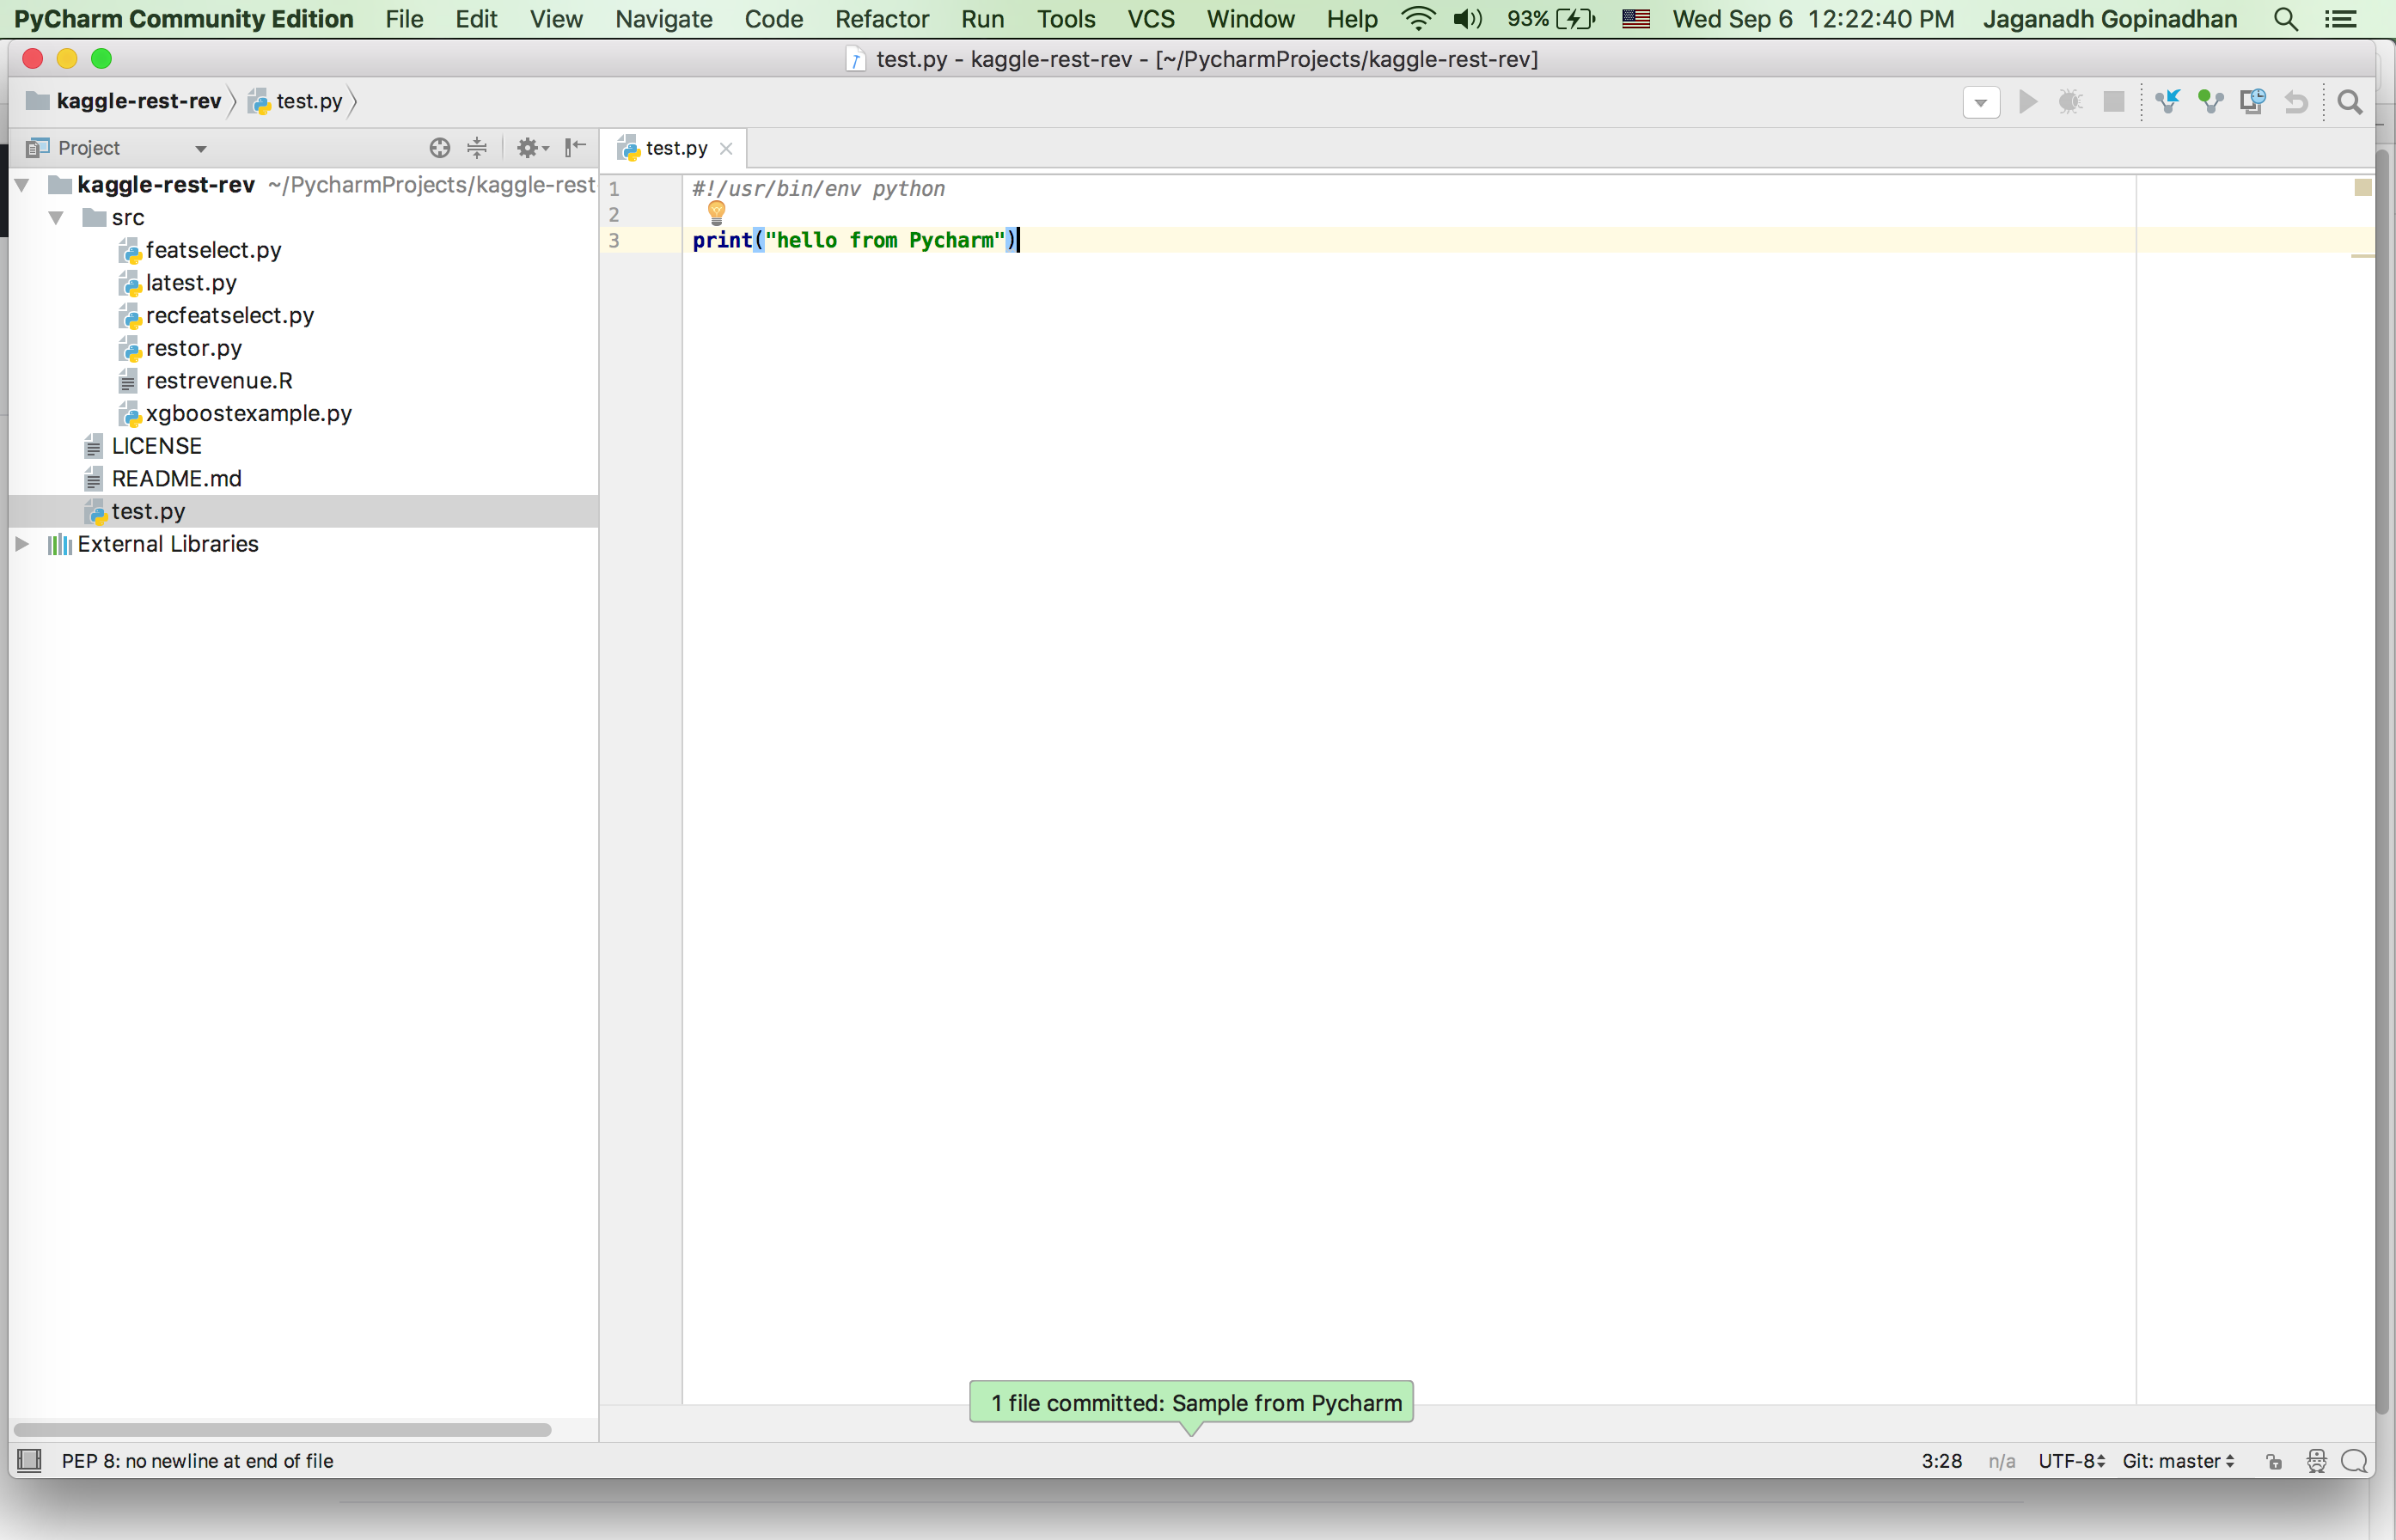 PyCharm Community Edition File Edit View Navigate Code Refactor Run Tools VCS Window Help 93% Wed Sep 6 12:22:40 PM Jaganadh Gopinadhan
test.py - kaggle-rest-rev - [~/PycharmProjects/kaggle-rest-rev]
kaggle-rest-rev test.py
Project
test.py
kaggle-rest-rev ~/PycharmProjects/kaggle-rest
src
featselect.py
latest.py
recfeatselect.py
restor.py
restrevenue.R
xgboostexample.py
LICENSE
README.md
test.py
External Libraries
1 #!/usr/bin/env python
2
3 print("hello from Pycharm")
1 file committed: Sample from Pycharm
PEP 8: no newline at end of file 3:28 n/a UTF-8 Git: master